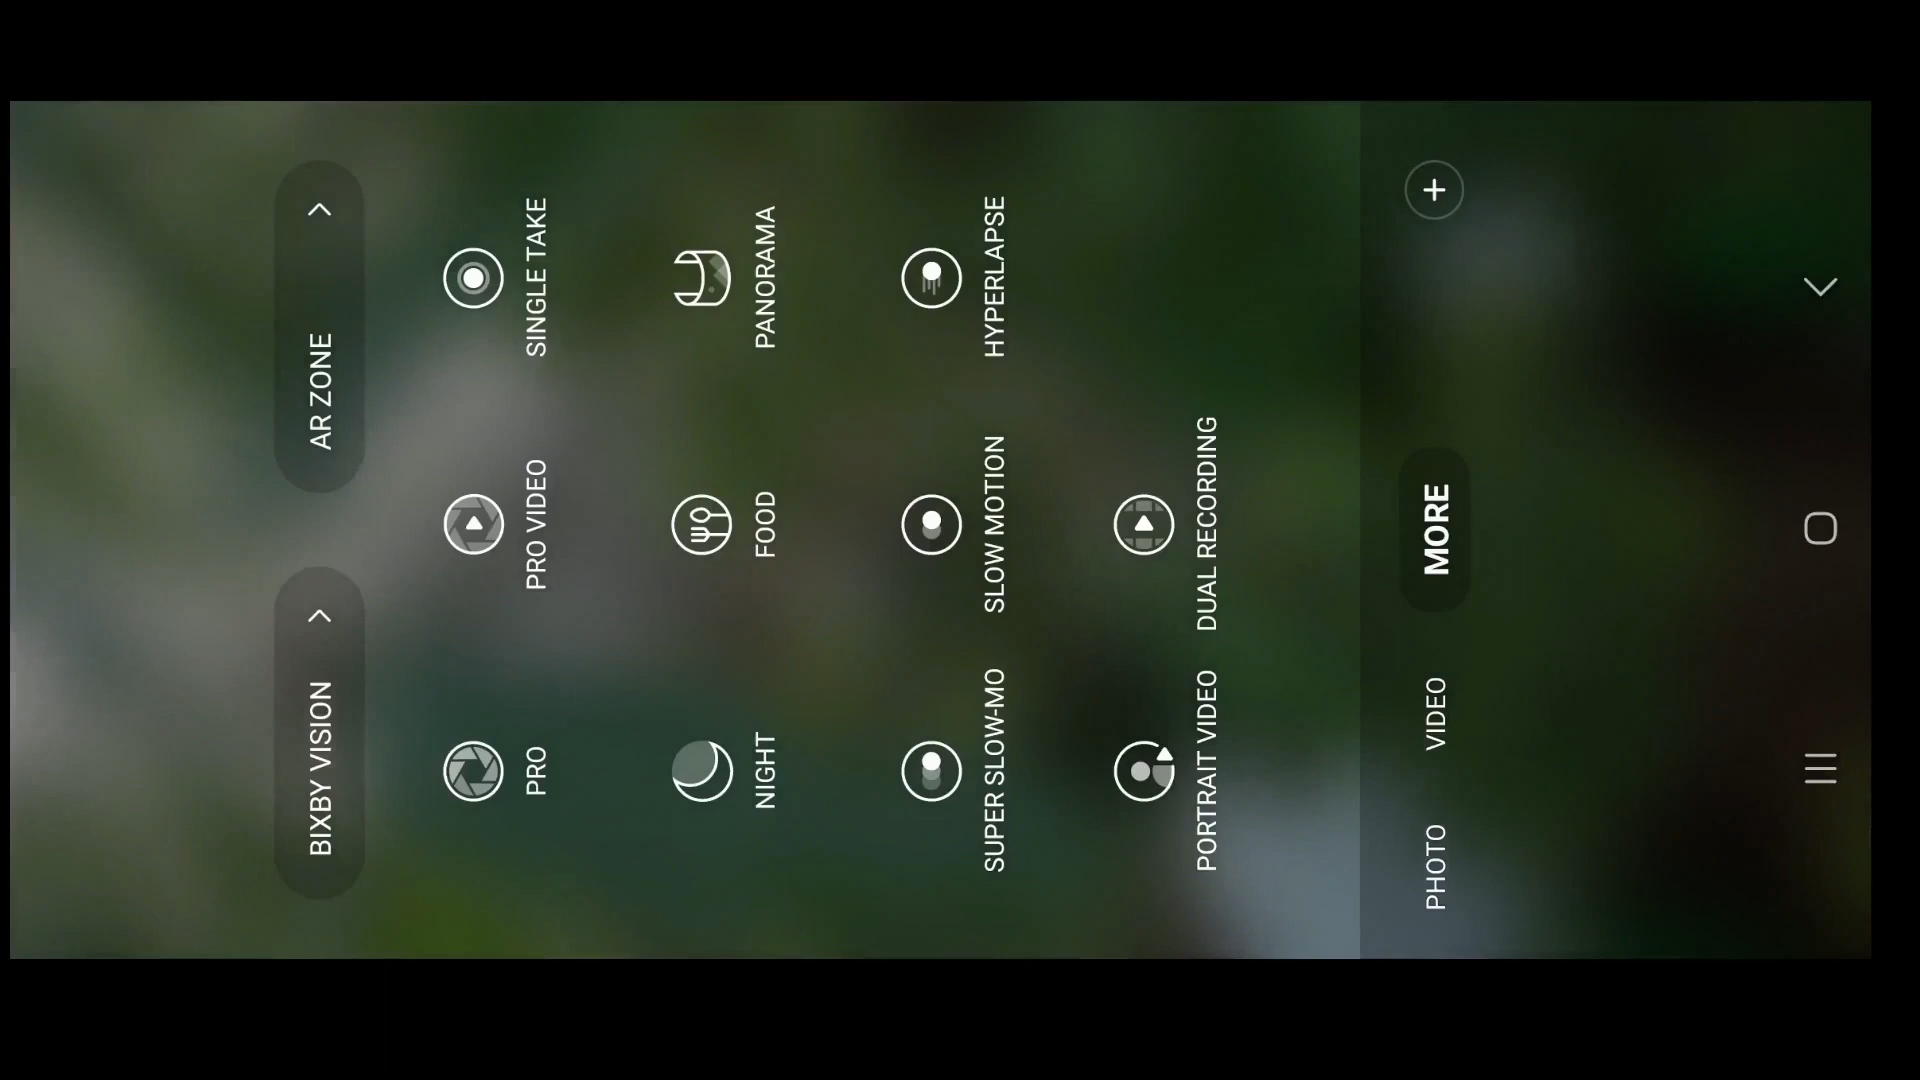 BIXBY VISION
AR ZONE
PRO
PRO VIDEO
SINGLE TAKE
NIGHT
FOOD
PANORAMA
SUPER SLOW-MO
SLOW MOTION
HYPERLAPSE
PORTRAIT VIDEO
DUAL RECORDING
PHOTO
VIDEO
MORE